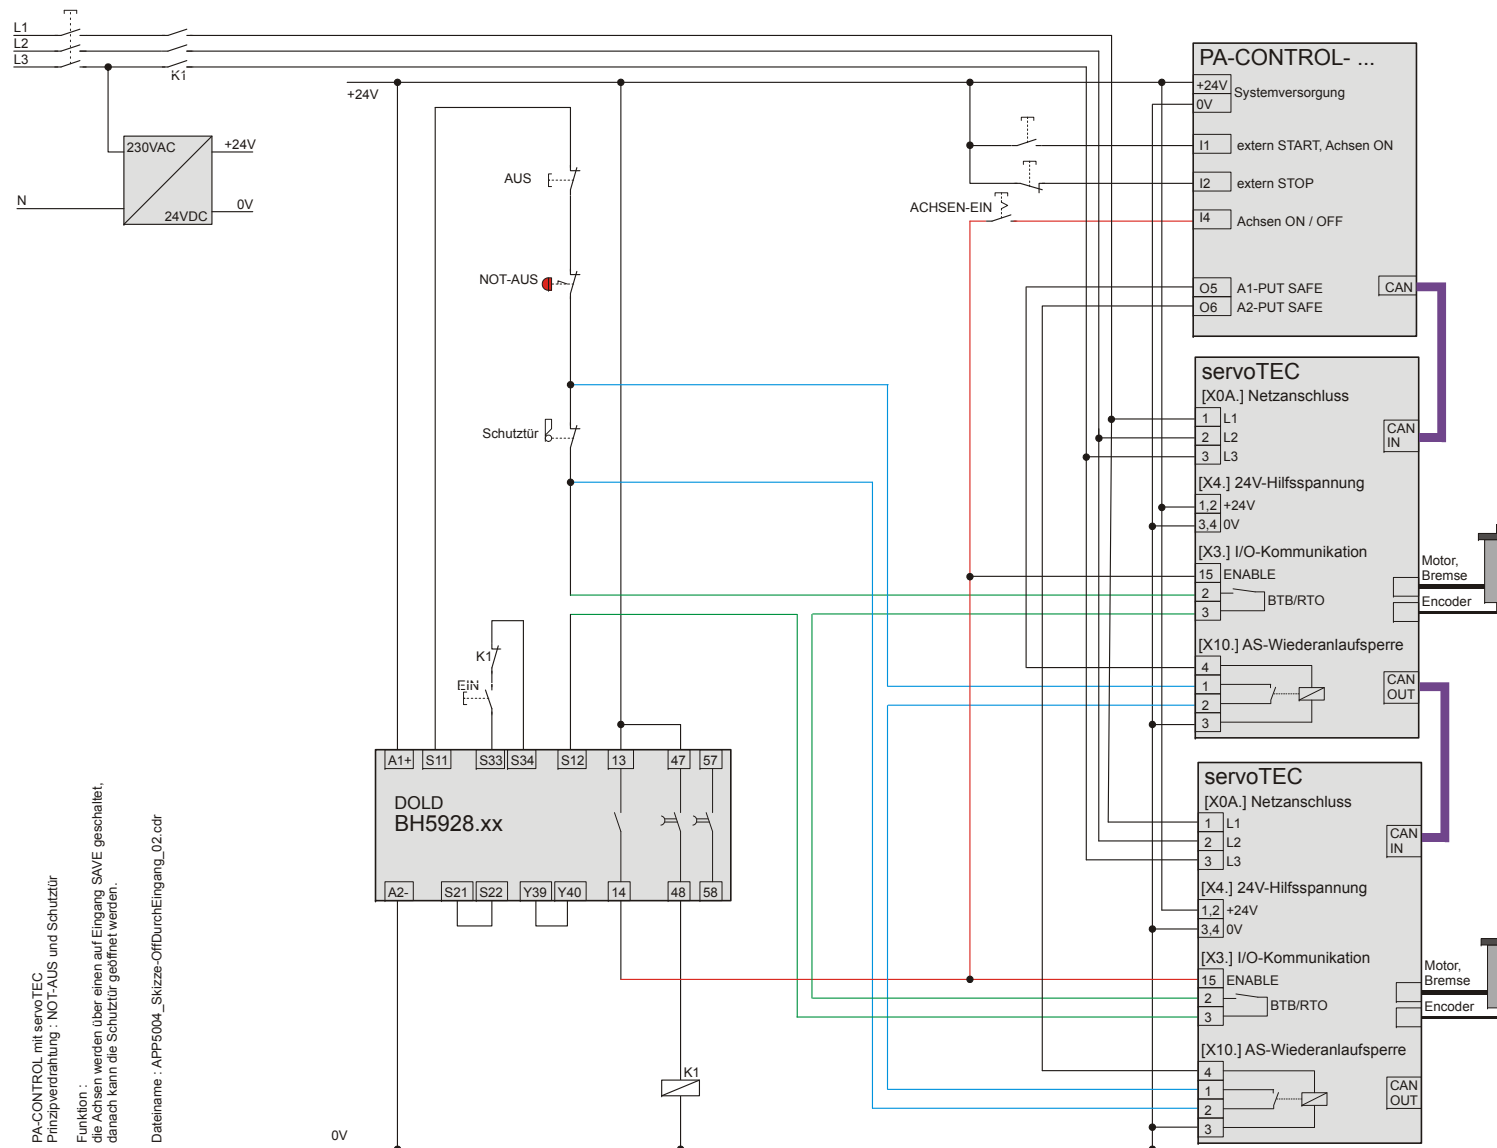 L1
L2
L3
K1
230VAC
24VDC
+24V
0V
N
+24V
AUS
NOT-AUS
Schutztür
K1
EIN
ACHSEN-EIN
PA-CONTROL- ...
+24V
0V
Systemversorgung
I1 extern START, Achsen ON
I2 extern STOP
I4 Achsen ON / OFF
O5 A1-PUT SAFE
O6 A2-PUT SAFE
CAN
servoTEC
[X0A.] Netzanschluss
1 L1
2 L2
3 L3
CAN
IN
[X4.] 24V-Hilfsspannung
1,2 +24V
3,4 0V
[X3.] I/O-Kommunikation
15 ENABLE
2
3
BTB/RTO
Motor,
Bremse
Encoder
[X10.] AS-Wiederanlaufsperre
4
1
2
3
CAN
OUT
servoTEC
[X0A.] Netzanschluss
1 L1
2 L2
3 L3
CAN
IN
[X4.] 24V-Hilfsspannung
1,2 +24V
3,4 0V
[X3.] I/O-Kommunikation
15 ENABLE
2
3
BTB/RTO
Motor,
Bremse
Encoder
[X10.] AS-Wiederanlaufsperre
4
1
2
3
CAN
OUT
A1+ S11 S33 S34 S12 13 47 57
DOLD
BH5928.xx
A2- S21 S22 Y39 Y40 14 48 58
K1
0V
PA-CONTROL mit servoTEC
Prinzipverdrahtung : NOT-AUS und Schutztür
Funktion :
die Achsen werden über einen auf Eingang SAVE geschaltet,
danach kann die Schutztür geöffnet werden.
Dateiname : APP5004_Skizze-OffDurchEingang_02.cdr